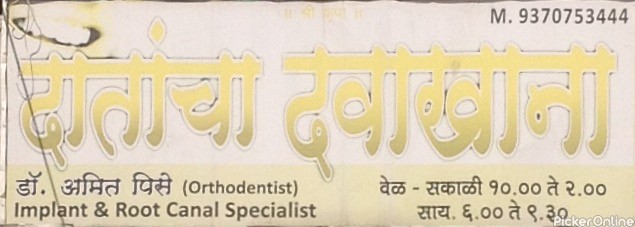 ॥ श्री कृपा ॥
M. 9370753444
दातांचा दवाखाना
डॉ. अमित पिसे (Orthodentist)
Implant & Root Canal Specialist
वेळ - सकाळी १०.०० ते २.००
साय. ६.०० ते ९.३०
PickerOnline